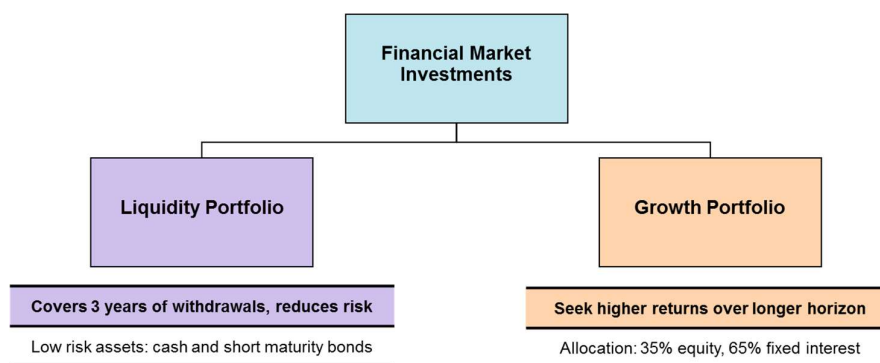 Financial Market
Investments
Liquidity Portfolio
Growth Portfolio
Covers 3 years of withdrawals, reduces risk
Seek higher returns over longer horizon
Low risk assets: cash and short maturity bonds
Allocation: 35% equity, 65% fixed interest